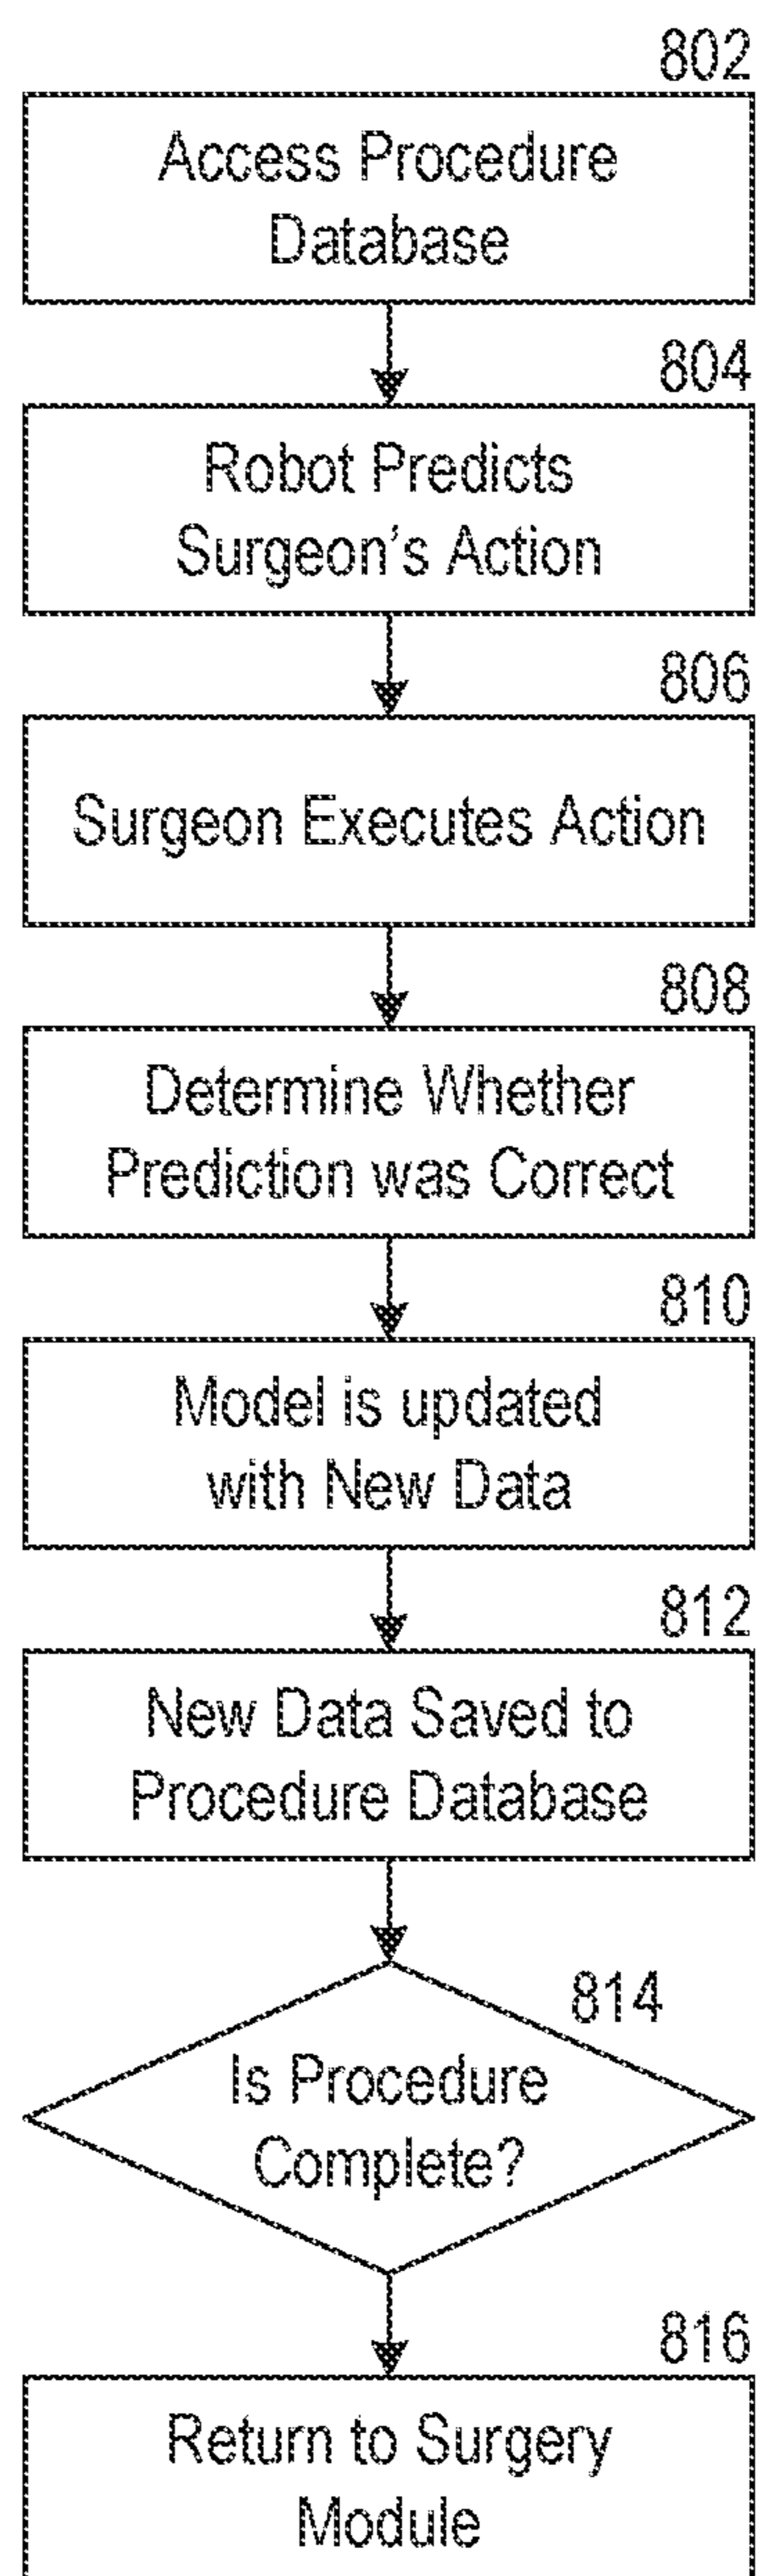 802
Access Procedure
Database
804
Robot Predicts
Surgeon's Action
806
Surgeon Executes Action
808
Determine Whether
Prediction was Correct
810
Model is updated
with New Data
812
New Data Saved to
Procedure Database
814
Is Procedure
Complete?
816
Return to Surgery
Module